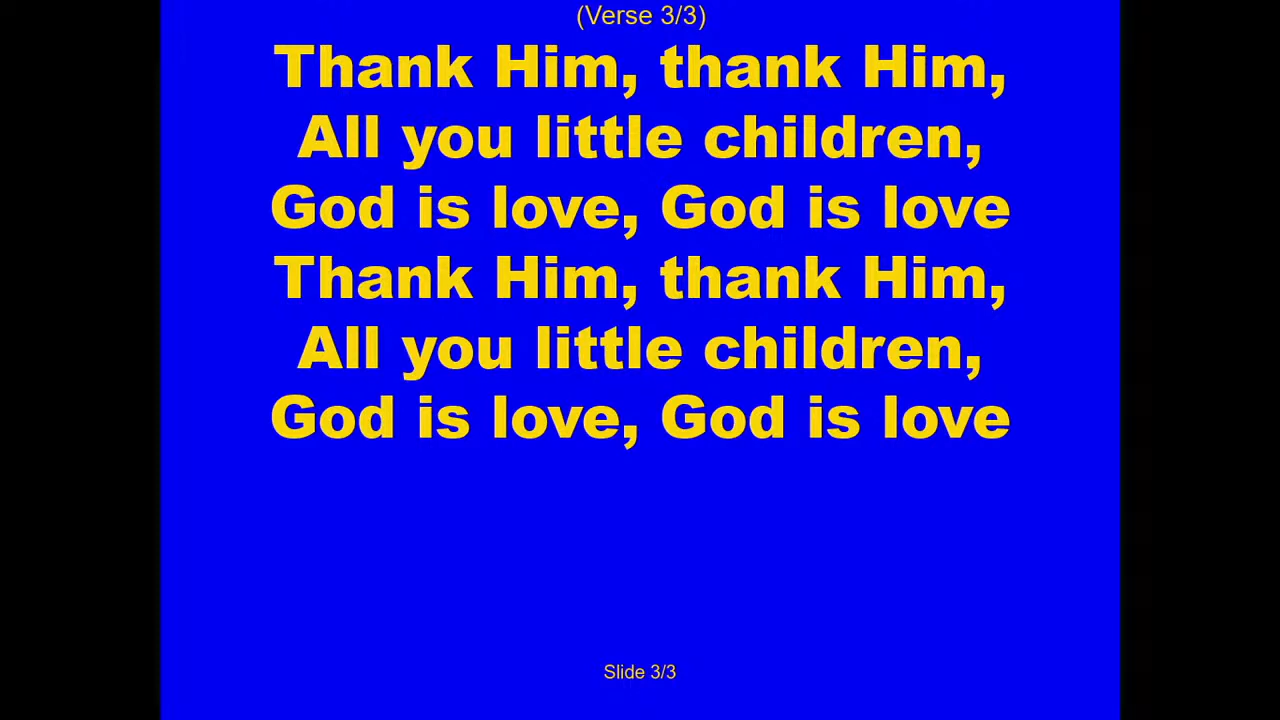 (Verse 3/3)
Thank Him, thank Him,
All you little children,
God is love, God is love
Thank Him, thank Him,
All you little children,
God is love, God is love
Slide 3/3